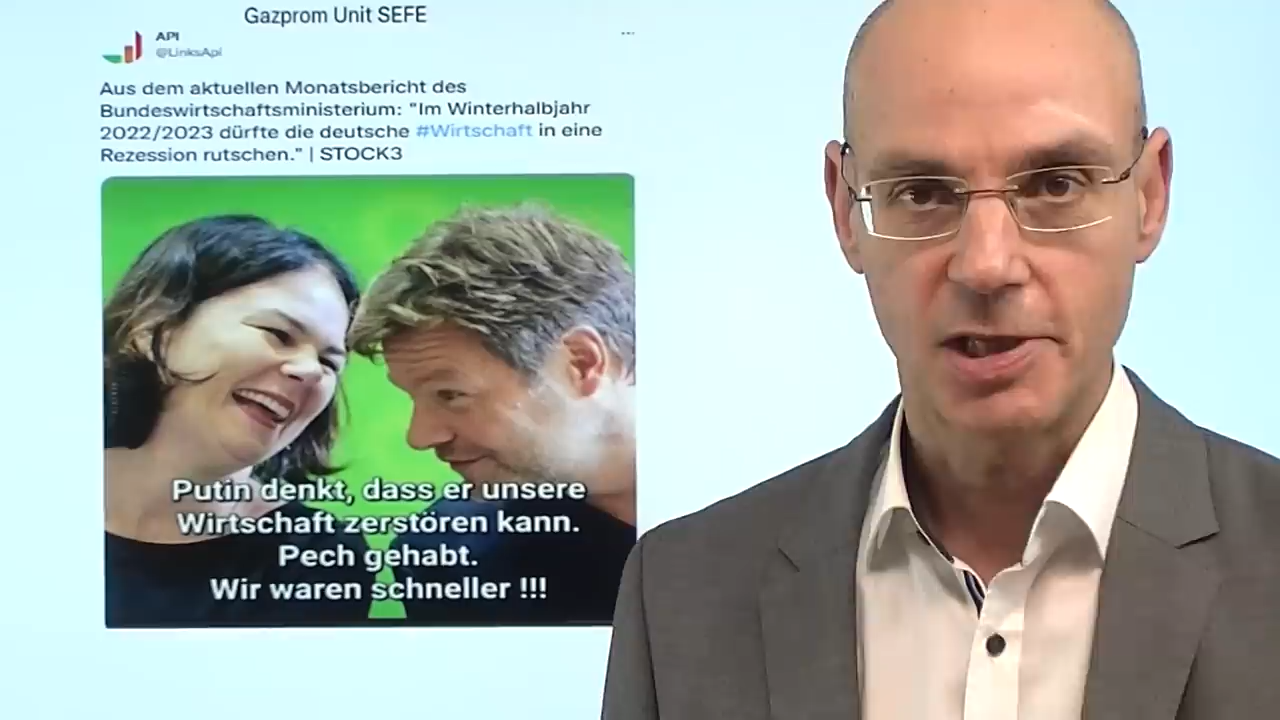 Gazprom Unit SEFE
API
@LinksApi
...
Aus dem aktuellen Monatsbericht des
Bundeswirtschaftsministerium: "Im Winterhalbjahr
2022/2023 dürfte die deutsche #Wirtschaft in eine
Rezession rutschen." | STOCK3
Putin denkt, dass er unsere
Wirtschaft zerstören kann.
Pech gehabt.
Wir waren schneller !!!